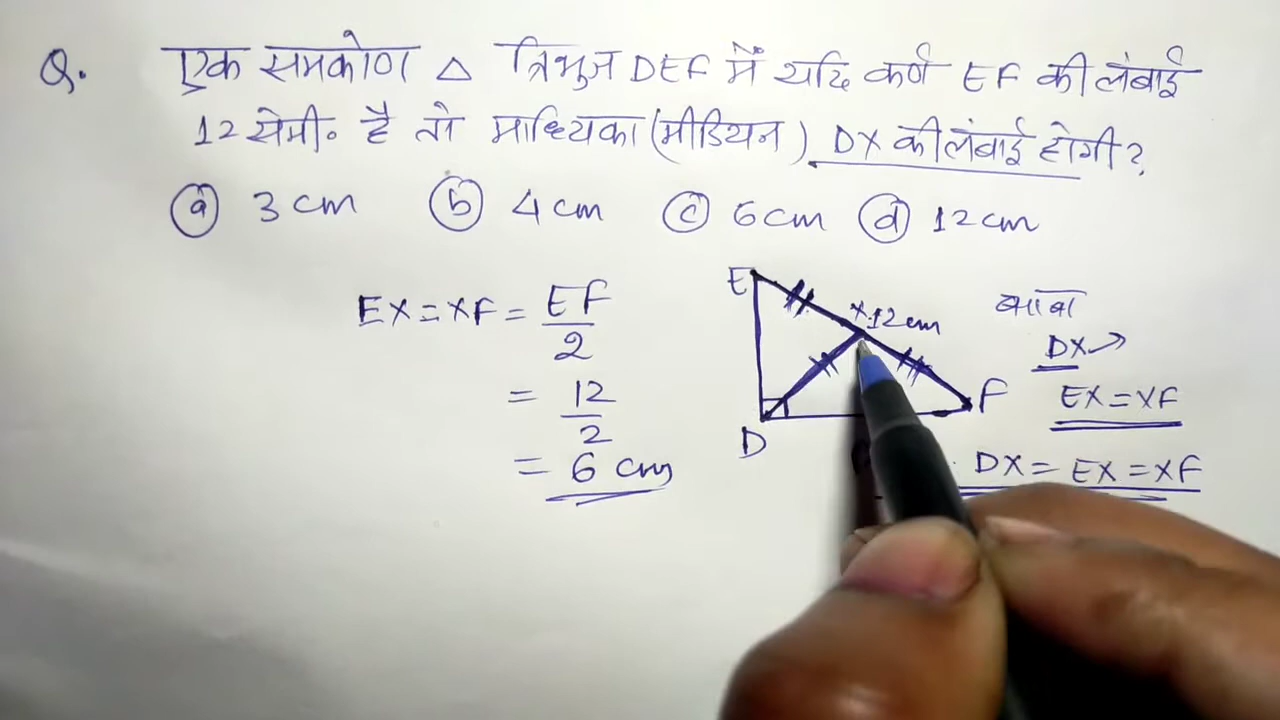 Q. एक समकोण △ त्रिभुज DEF में यदि कर्ण EF की लंबाई
12 सेमी. है तो माध्यिका (मीडियन) DX की लंबाई होगी?
(a) 3 cm (b) 4 cm (c) 6 cm (d) 12 cm
EX = XF = EF/2
= 12/2
= 6 cm
E
X
12 cm
F
D
DX
EX = XF
DX = EX = XF